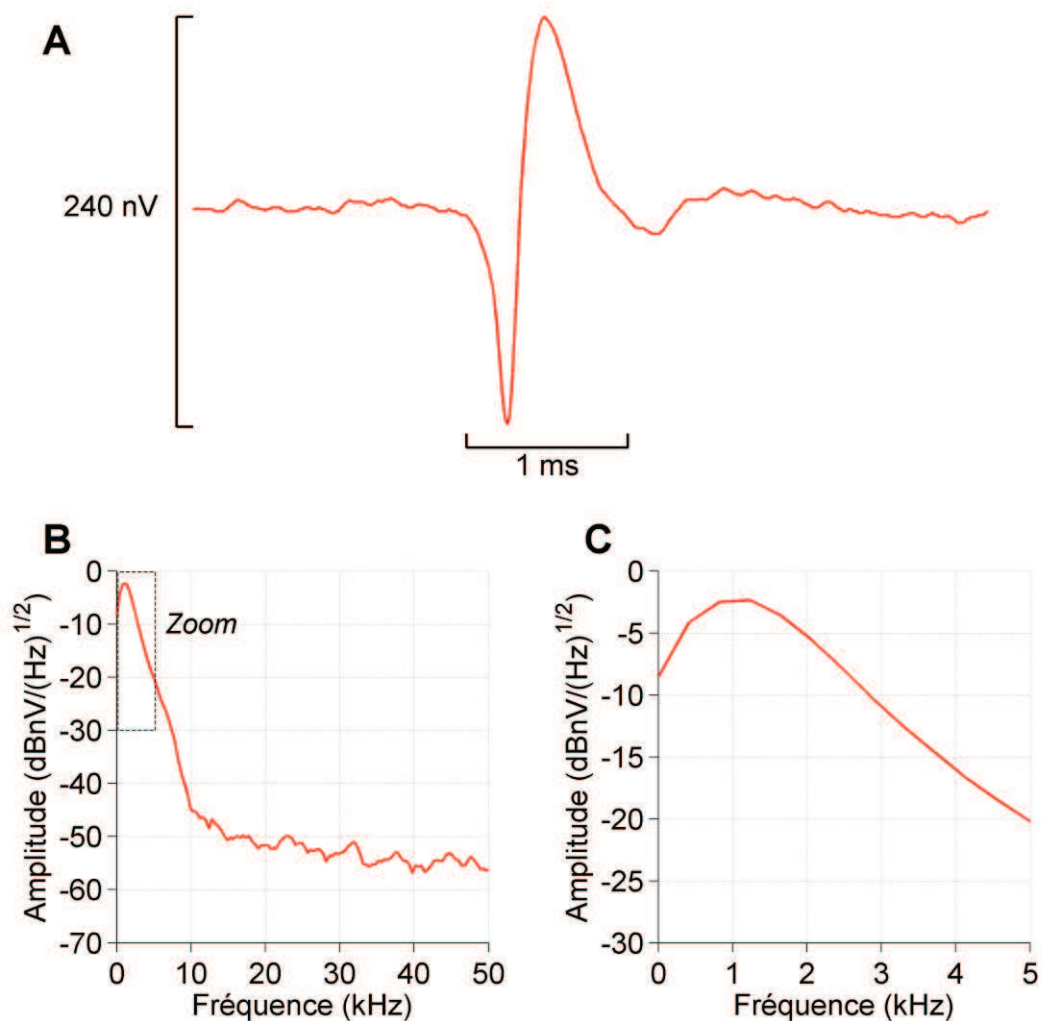 A
240 nV
1 ms
B
C
Zoom
Amplitude (dBnV/(Hz)^1/2)
0
-10
-20
-30
-40
-50
-60
-70
0 10 20 30 40 50
Fréquence (kHz)
Amplitude (dBnV/(Hz)^1/2)
0
-5
-10
-15
-20
-25
-30
0 1 2 3 4 5
Fréquence (kHz)